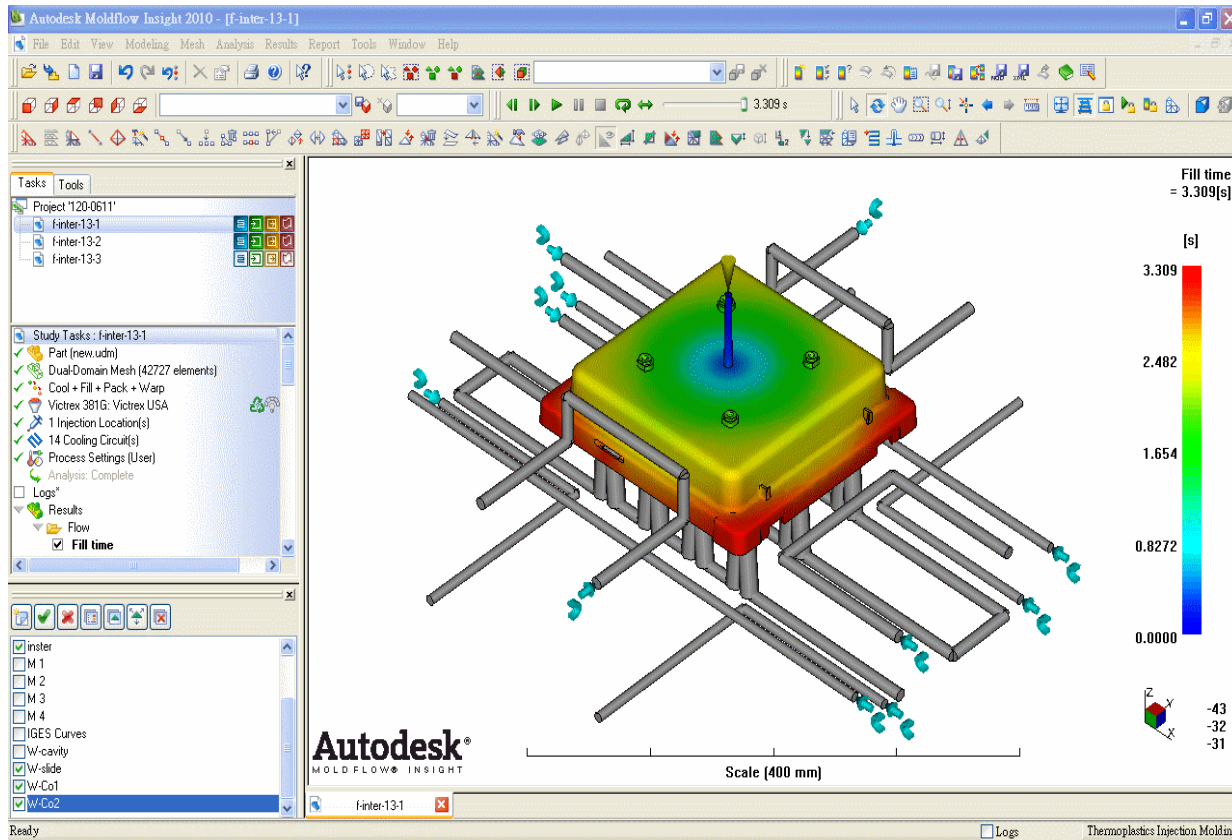 Autodesk Moldflow Insight 2010 - [f-inter-13-1]
File Edit View Modeling Mesh Analysis Results Report Tools Window Help
3.309 s
Tasks Tools
Project '120-0611'
f-inter-13-1
f-inter-13-2
f-inter-13-3
Study Tasks : f-inter-13-1
Part (new.udm)
Dual-Domain Mesh (42727 elements)
Cool + Fill + Pack + Warp
Victrex 381G: Victrex USA
1 Injection Location(s)
14 Cooling Circuit(s)
Process Settings (User)
Analysis: Complete
Logs*
Results
Flow
Fill time
inster
M 1
M 2
M 3
M 4
IGES Curves
W-cavity
W-slide
W-Co1
W-Co2
Fill time
= 3.309[s]
[s]
3.309
2.482
1.654
0.8272
0.0000
Z
X
-43
-32
-31
Autodesk®
MOLDFLOW® INSIGHT
Scale (400 mm)
f-inter-13-1
Ready
Logs
Thermoplastics Injection Moldin